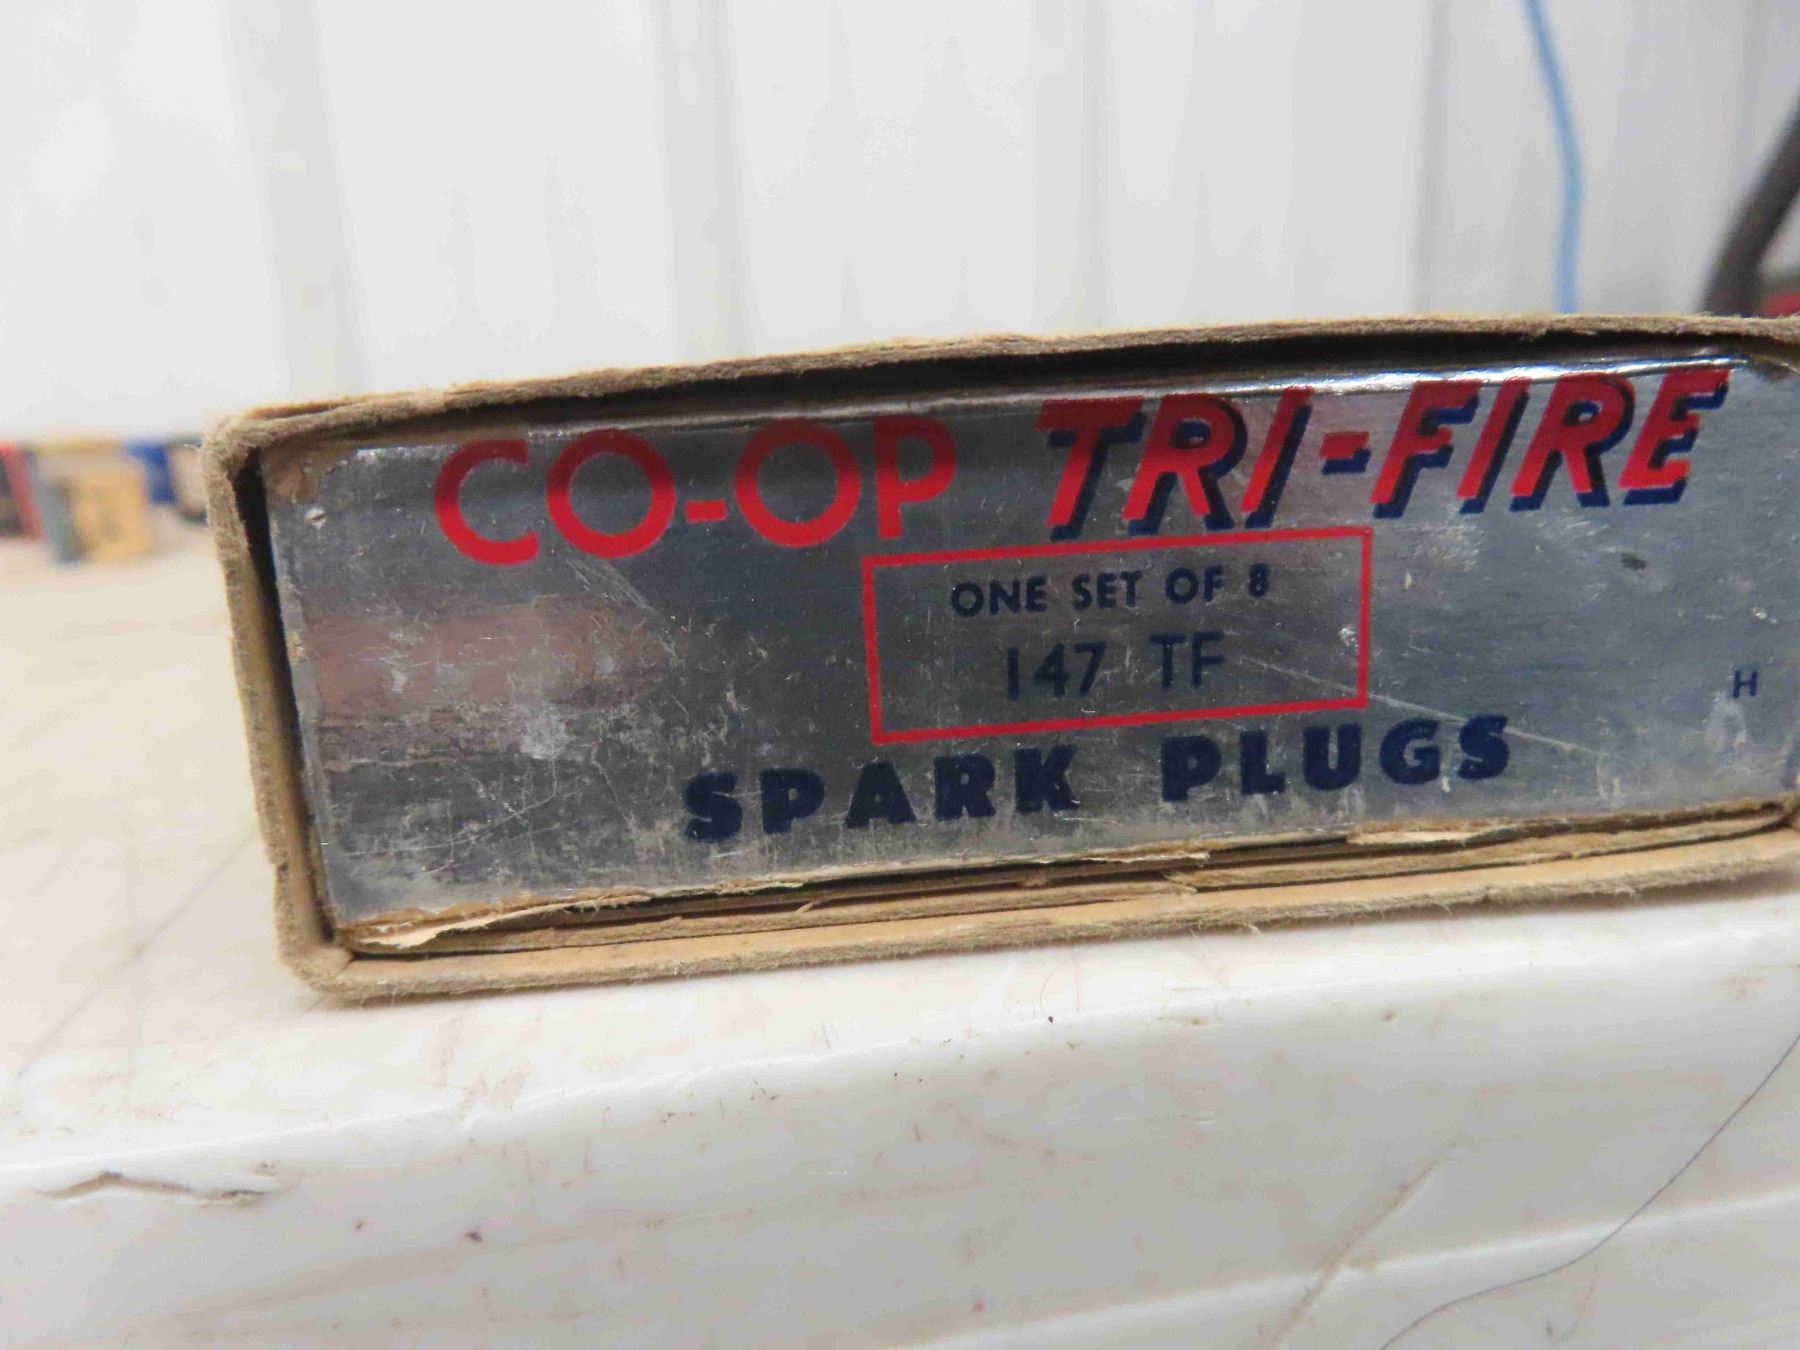 CO-OP TRI-FIRE
ONE SET OF 8
147 TF
H
SPARK PLUGS